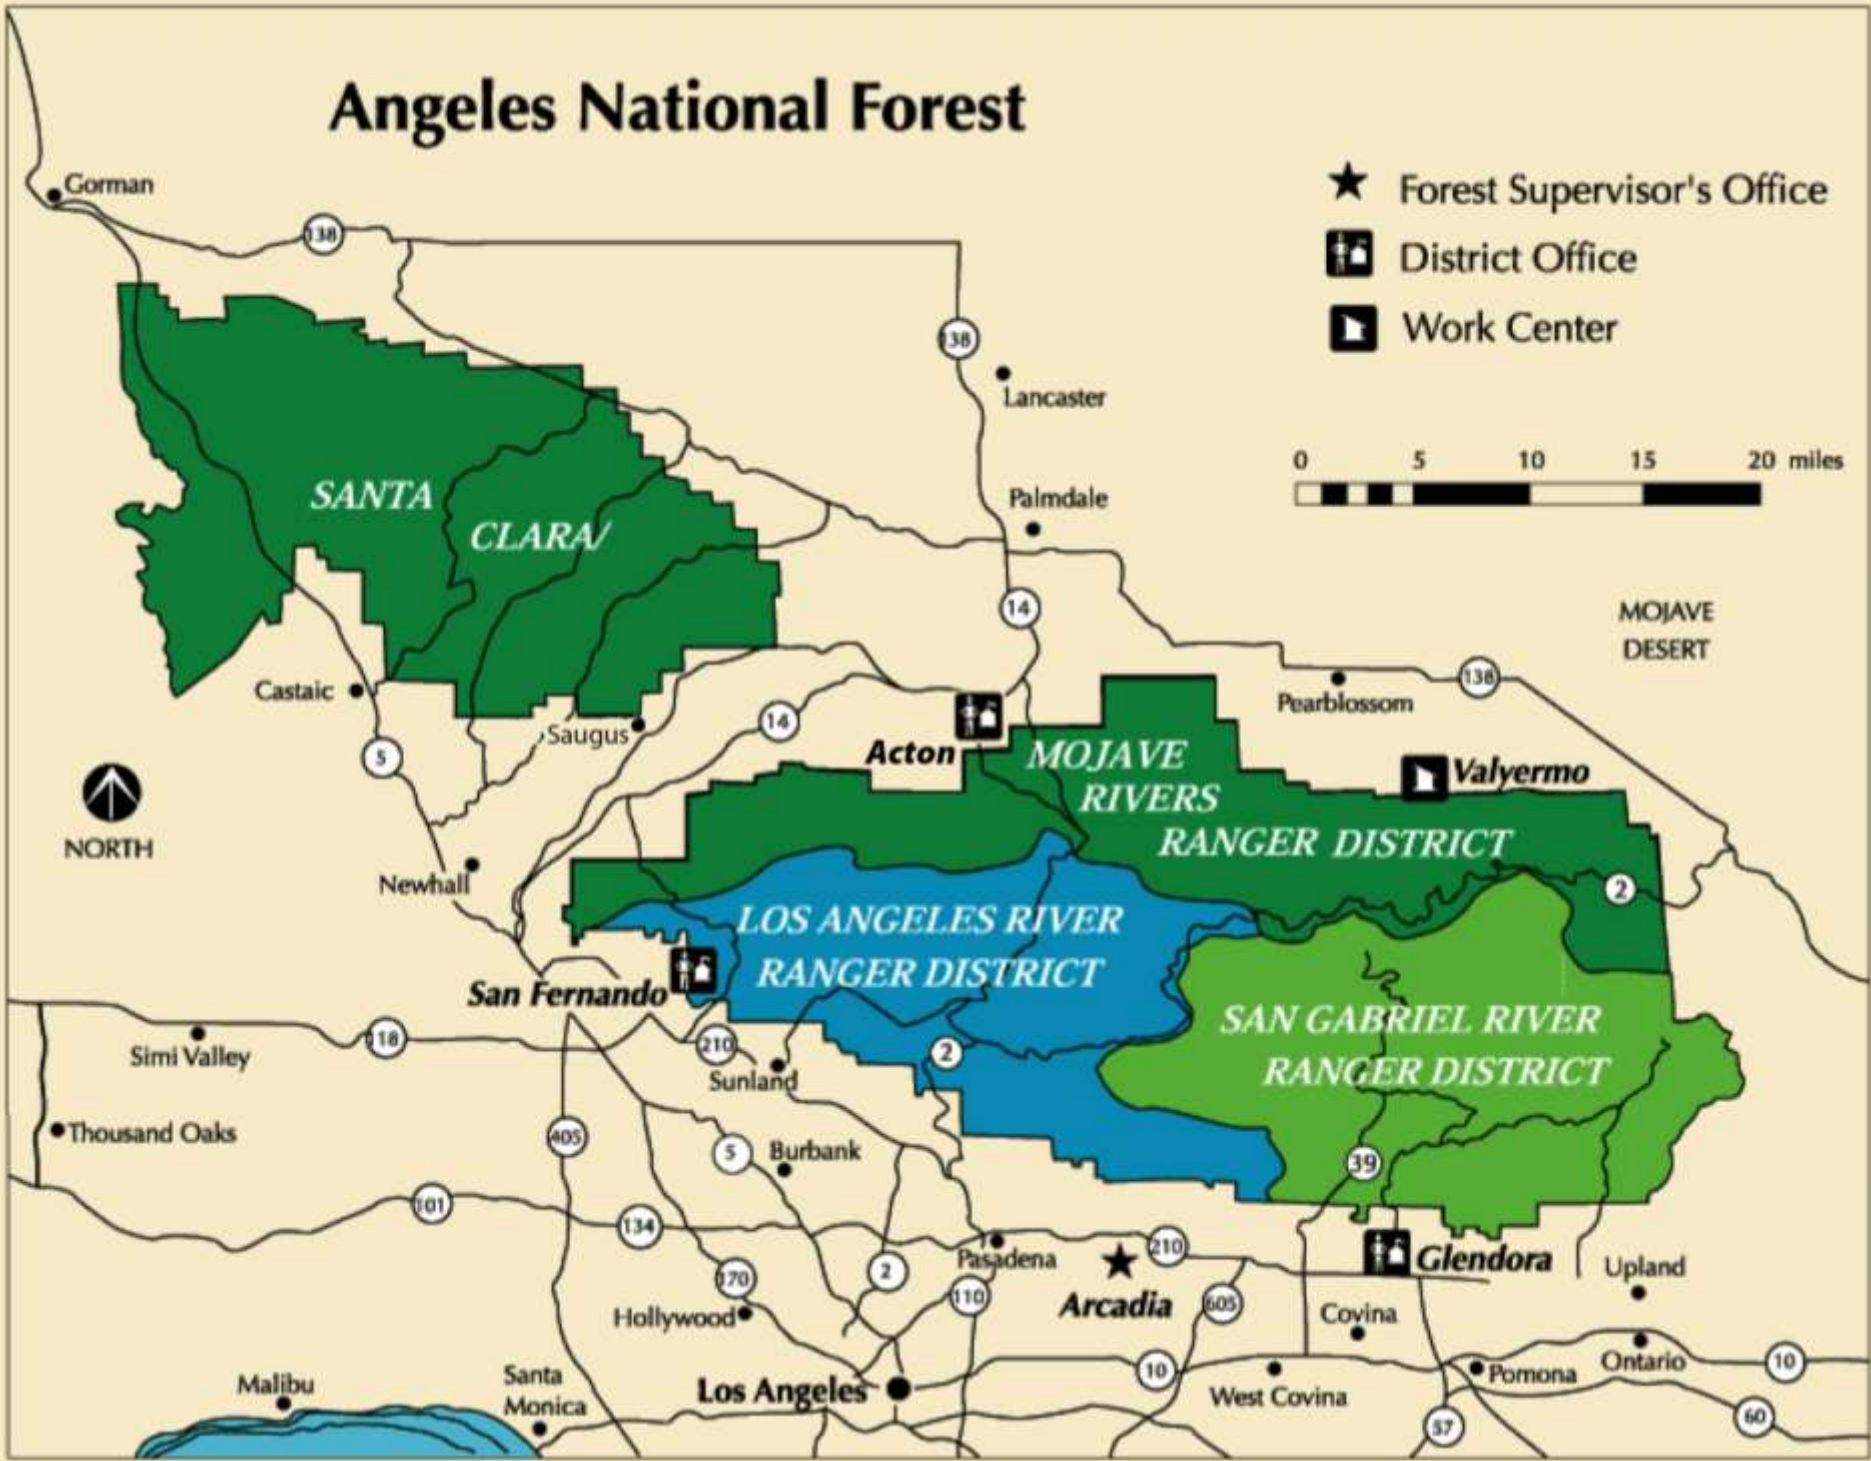 Angeles National Forest
Forest Supervisor's Office
District Office
Work Center
0 5 10 15 20 miles
Gorman
138
138
Lancaster
Palmdale
SANTA
CLARA/
14
MOJAVE
DESERT
138
Pearblossom
Castaic
Saugus
14
5
Acton
MOJAVE
RIVERS
RANGER DISTRICT
Valyermo
NORTH
Newhall
2
LOS ANGELES RIVER
RANGER DISTRICT
San Fernando
SAN GABRIEL RIVER
RANGER DISTRICT
Simi Valley
18
210
Sunland
2
Thousand Oaks
405
5
Burbank
39
101
134
Pasadena
210
Glendora
Upland
170
2
110
Arcadia
605
Covina
Hollywood
Malibu
Santa
Monica
Los Angeles
10
West Covina
Pomona
Ontario
10
57
60